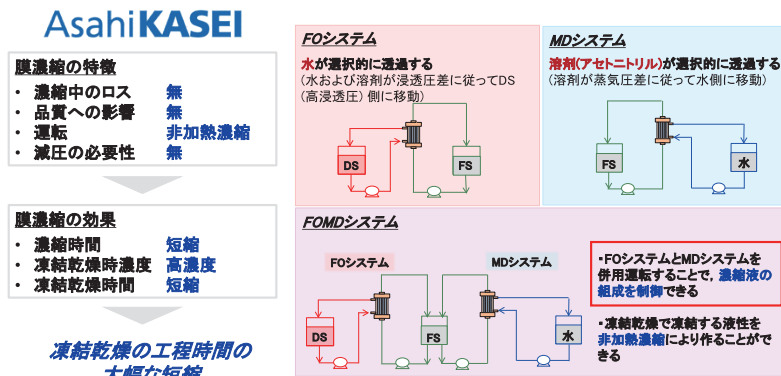 AsahiKASEI
膜濃縮の特徴
・ 濃縮中のロス 無
・ 品質への影響 無
・ 運転 非加熱濃縮
・ 減圧の必要性 無
膜濃縮の効果
・ 濃縮時間 短縮
・ 凍結乾燥時濃度 高濃度
・ 凍結乾燥時間 短縮
凍結乾燥の工程時間の
大幅な短縮
FOシステム
水が選択的に透過する
(水および溶剤が浸透圧差に従ってDS
(高浸透圧) 側に移動)
DS
FS
MDシステム
溶剤(アセトニトリル)が選択的に透過する
(溶剤が蒸気圧差に従って水側に移動)
FS
水
FOMDシステム
FOシステム
MDシステム
DS
FS
水
・FOシステムとMDシステムを
併用運転することで，濃縮液の
組成を制御できる
・凍結乾燥で凍結する液性を
非加熱濃縮により作ることがで
きる